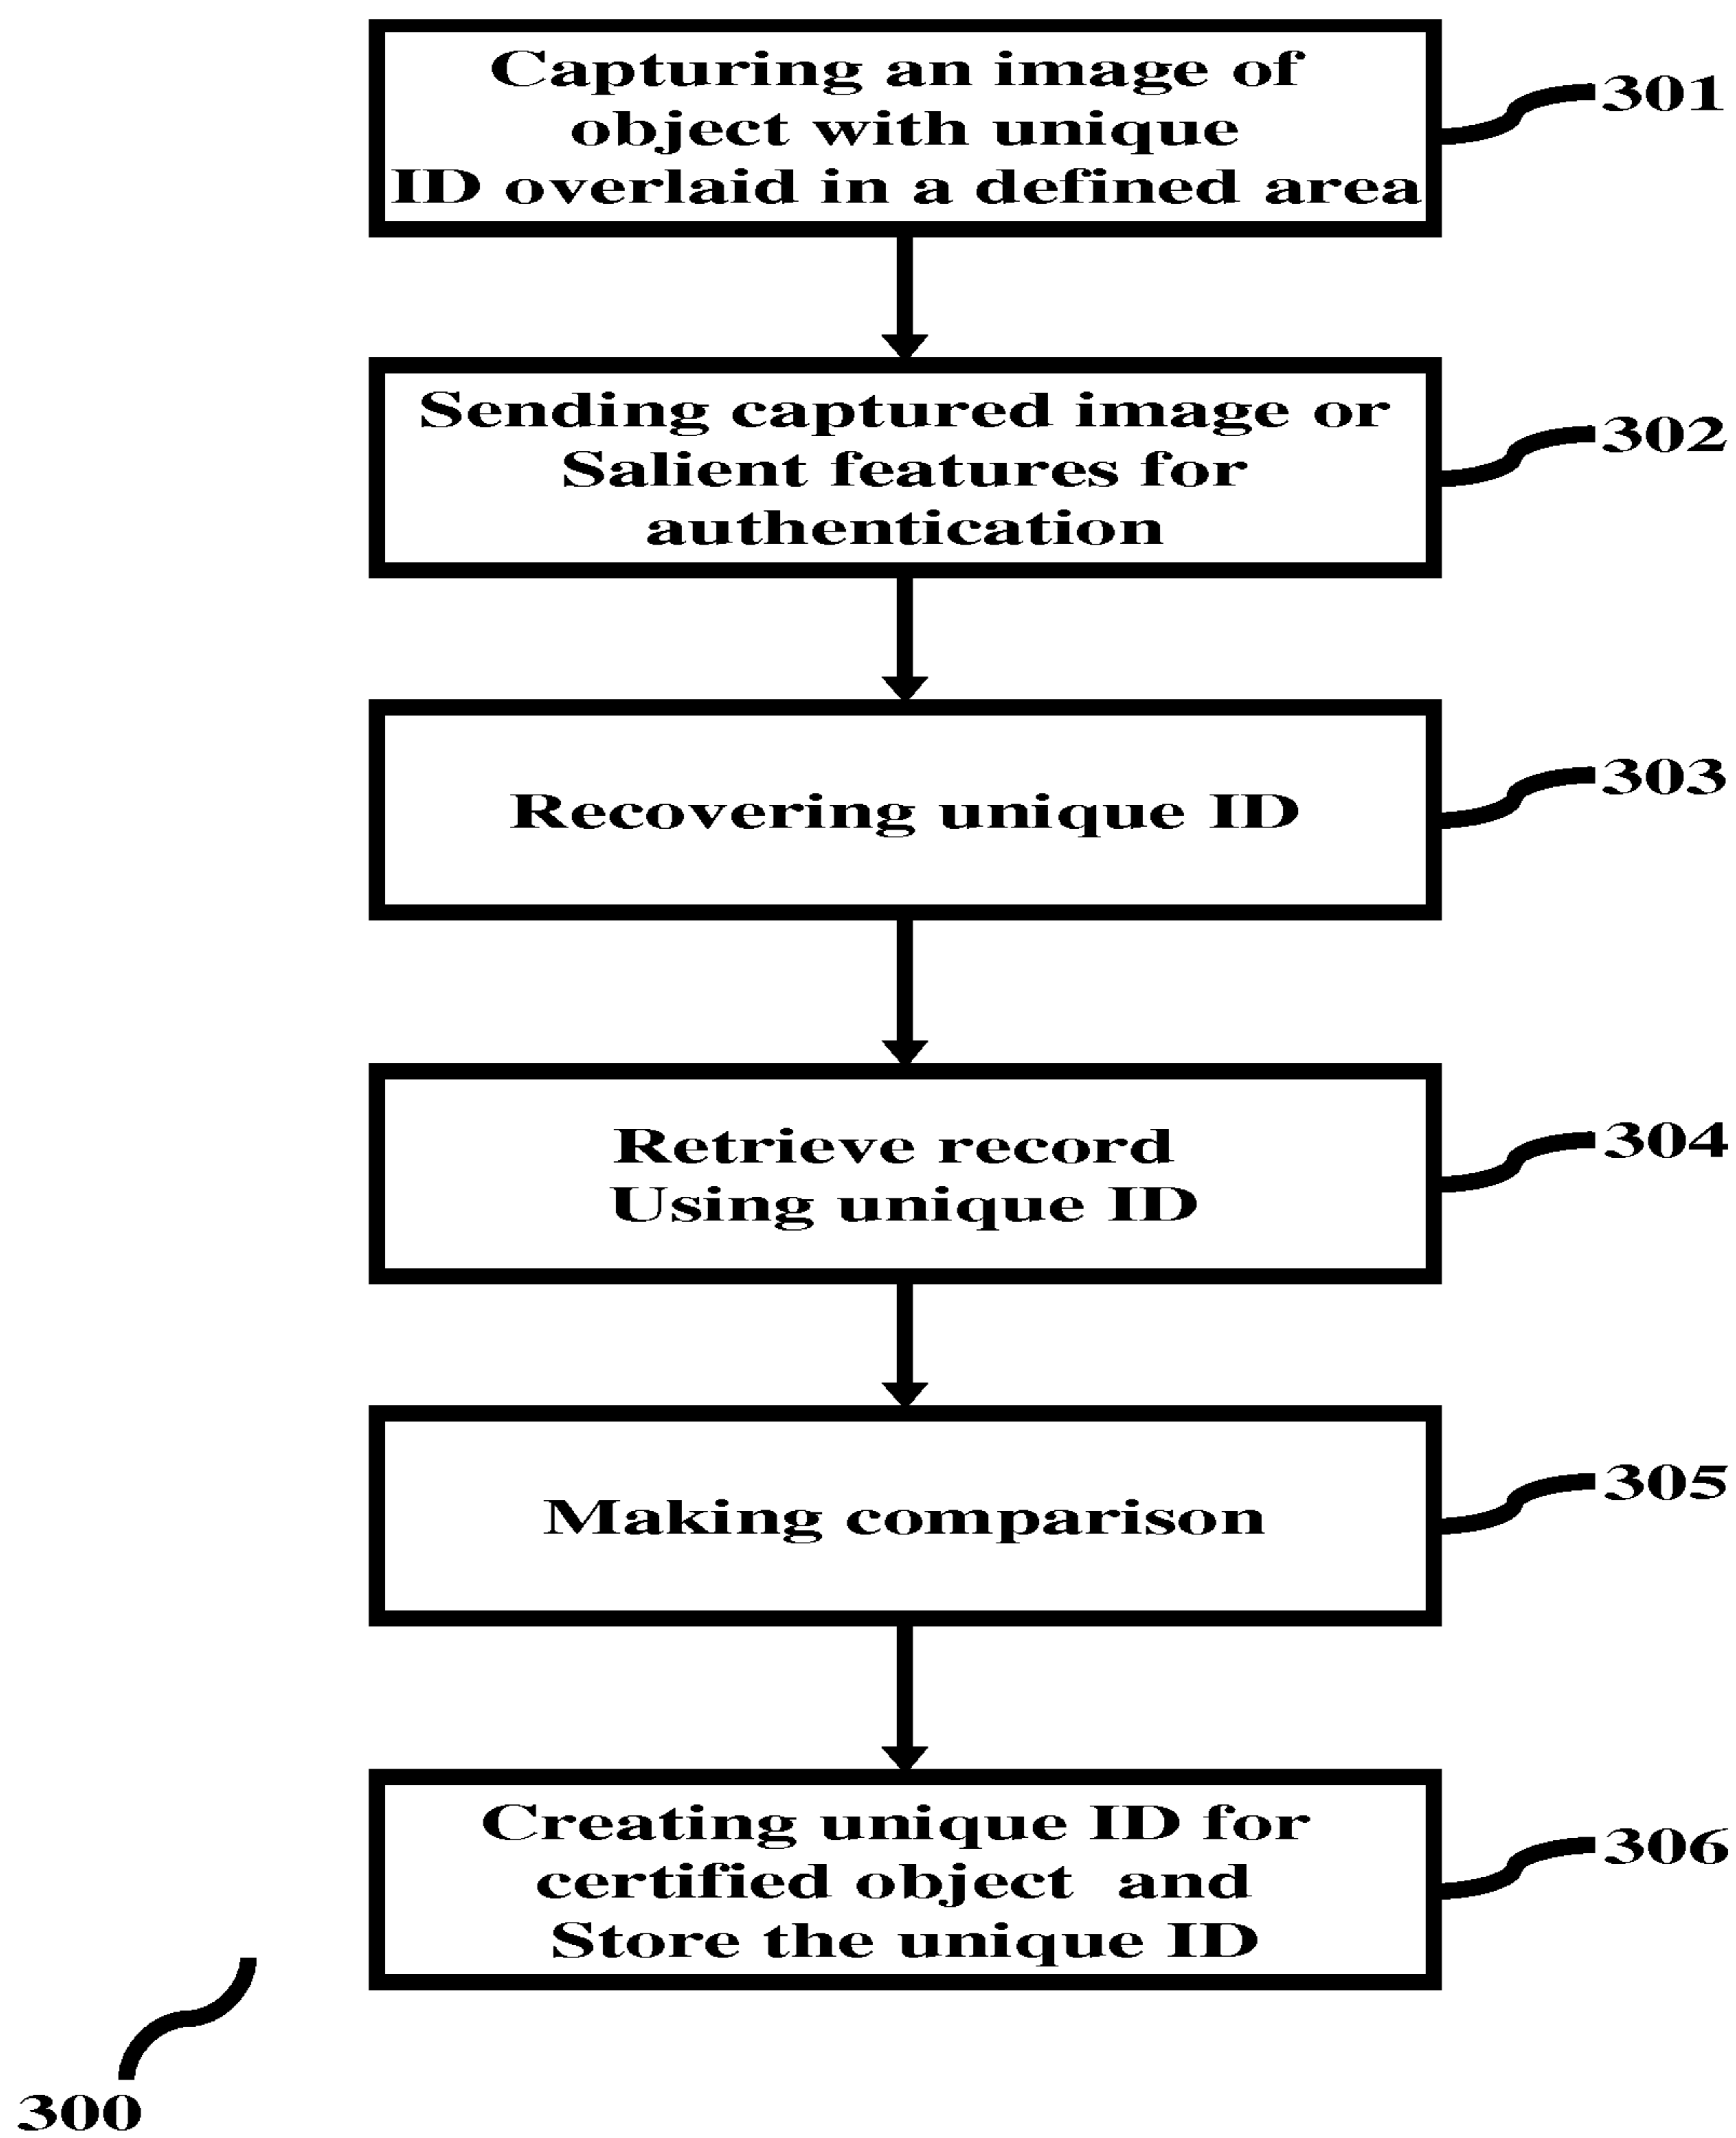 Capturing an image of
object with unique
ID overlaid in a defined area
301
Sending captured image or
Salient features for
authentication
302
Recovering unique ID
303
Retrieve record
Using unique ID
304
Making comparison
305
Creating unique ID for
certified object and
Store the unique ID
306
300